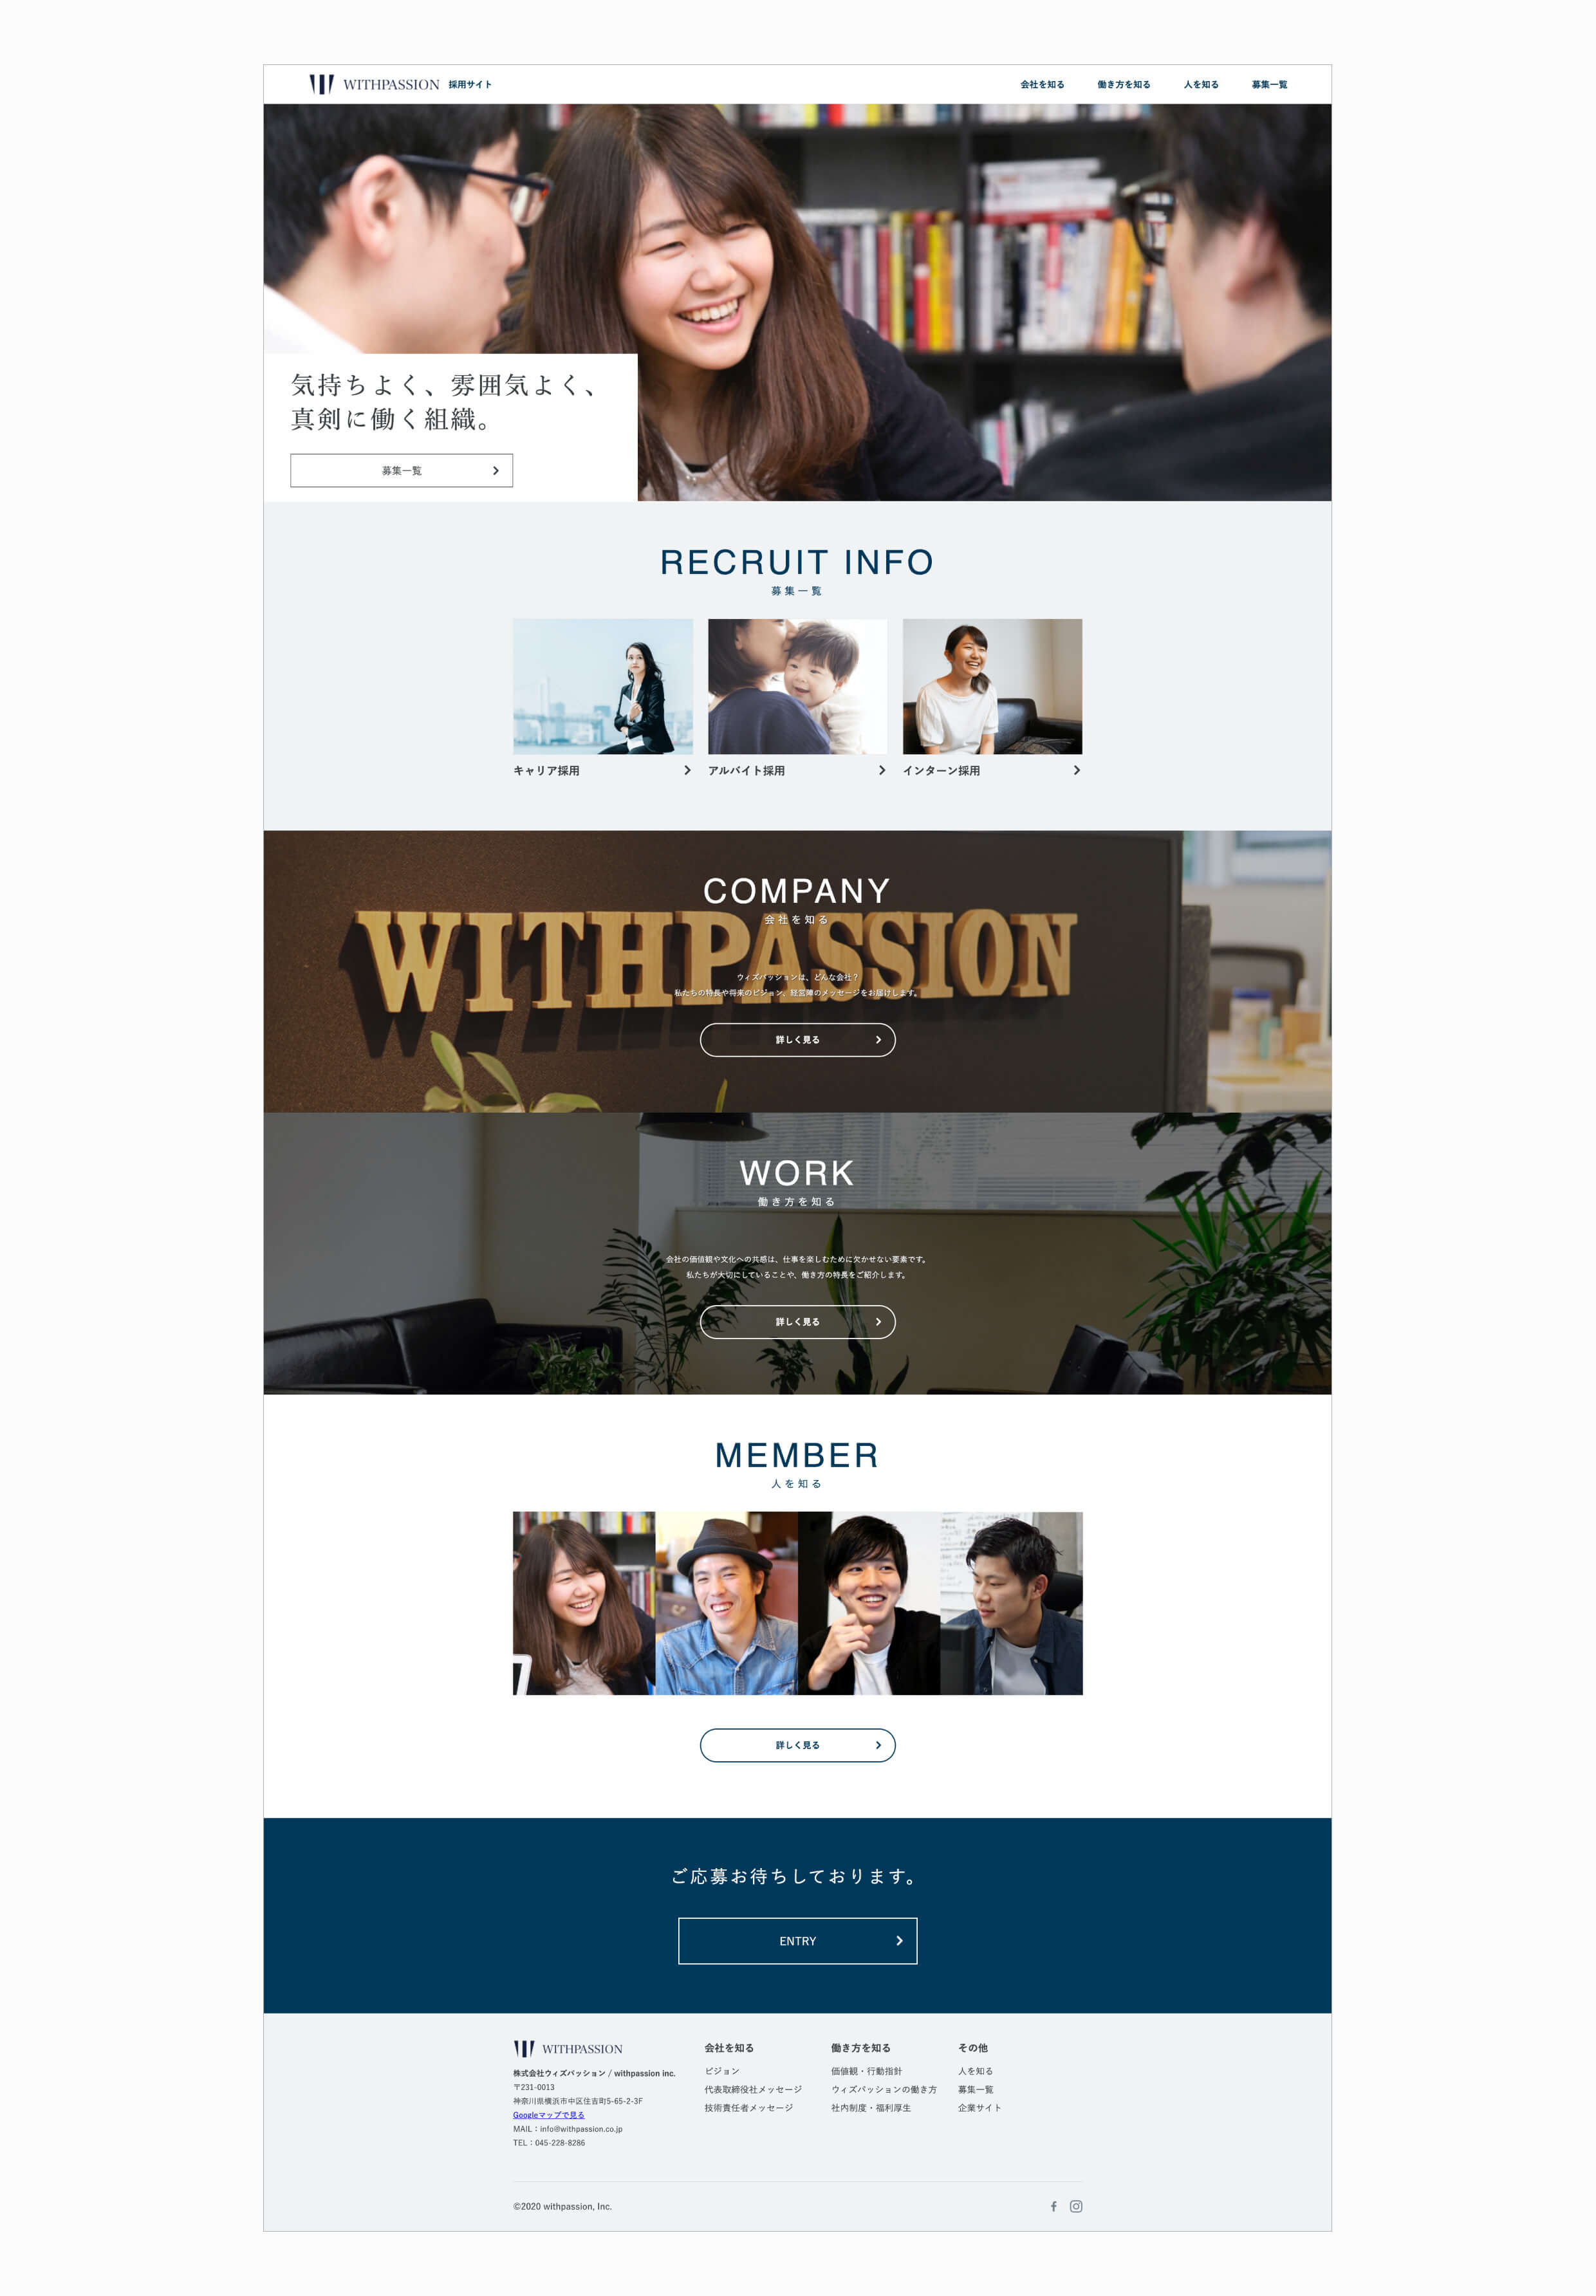 WITHPASSION 採用サイト
会社を知る 働き方を知る 人を知る 募集一覧
気持ちよく、雰囲気よく、
真剣に働く組織。
募集一覧
RECRUIT INFO
募集一覧
キャリア採用
アルバイト採用
インターン採用
COMPANY
会社を知る
WITHPASSION
ウィズパッションは、どんな会社？
私たちの特長や将来のビジョン、経営陣のメッセージをお届けします。
詳しく見る
WORK
働き方を知る
会社の価値観や文化への共感は、仕事を楽しむために欠かせない要素です。
私たちが大切にしていることや、働き方の特長をご紹介します。
詳しく見る
MEMBER
人を知る
詳しく見る
ご応募お待ちしております。
ENTRY
WITHPASSION
株式会社ウィズパッション / withpassion inc.
〒231-0013
神奈川県横浜市中区住吉町5-65-2-3F
Googleマップで見る
MAIL：info@withpassion.co.jp
TEL：045-228-8286
会社を知る
ビジョン
代表取締役社メッセージ
技術責任者メッセージ
働き方を知る
価値観・行動指針
ウィズパッションの働き方
社内制度・福利厚生
その他
人を知る
募集一覧
企業サイト
©2020 withpassion, Inc.